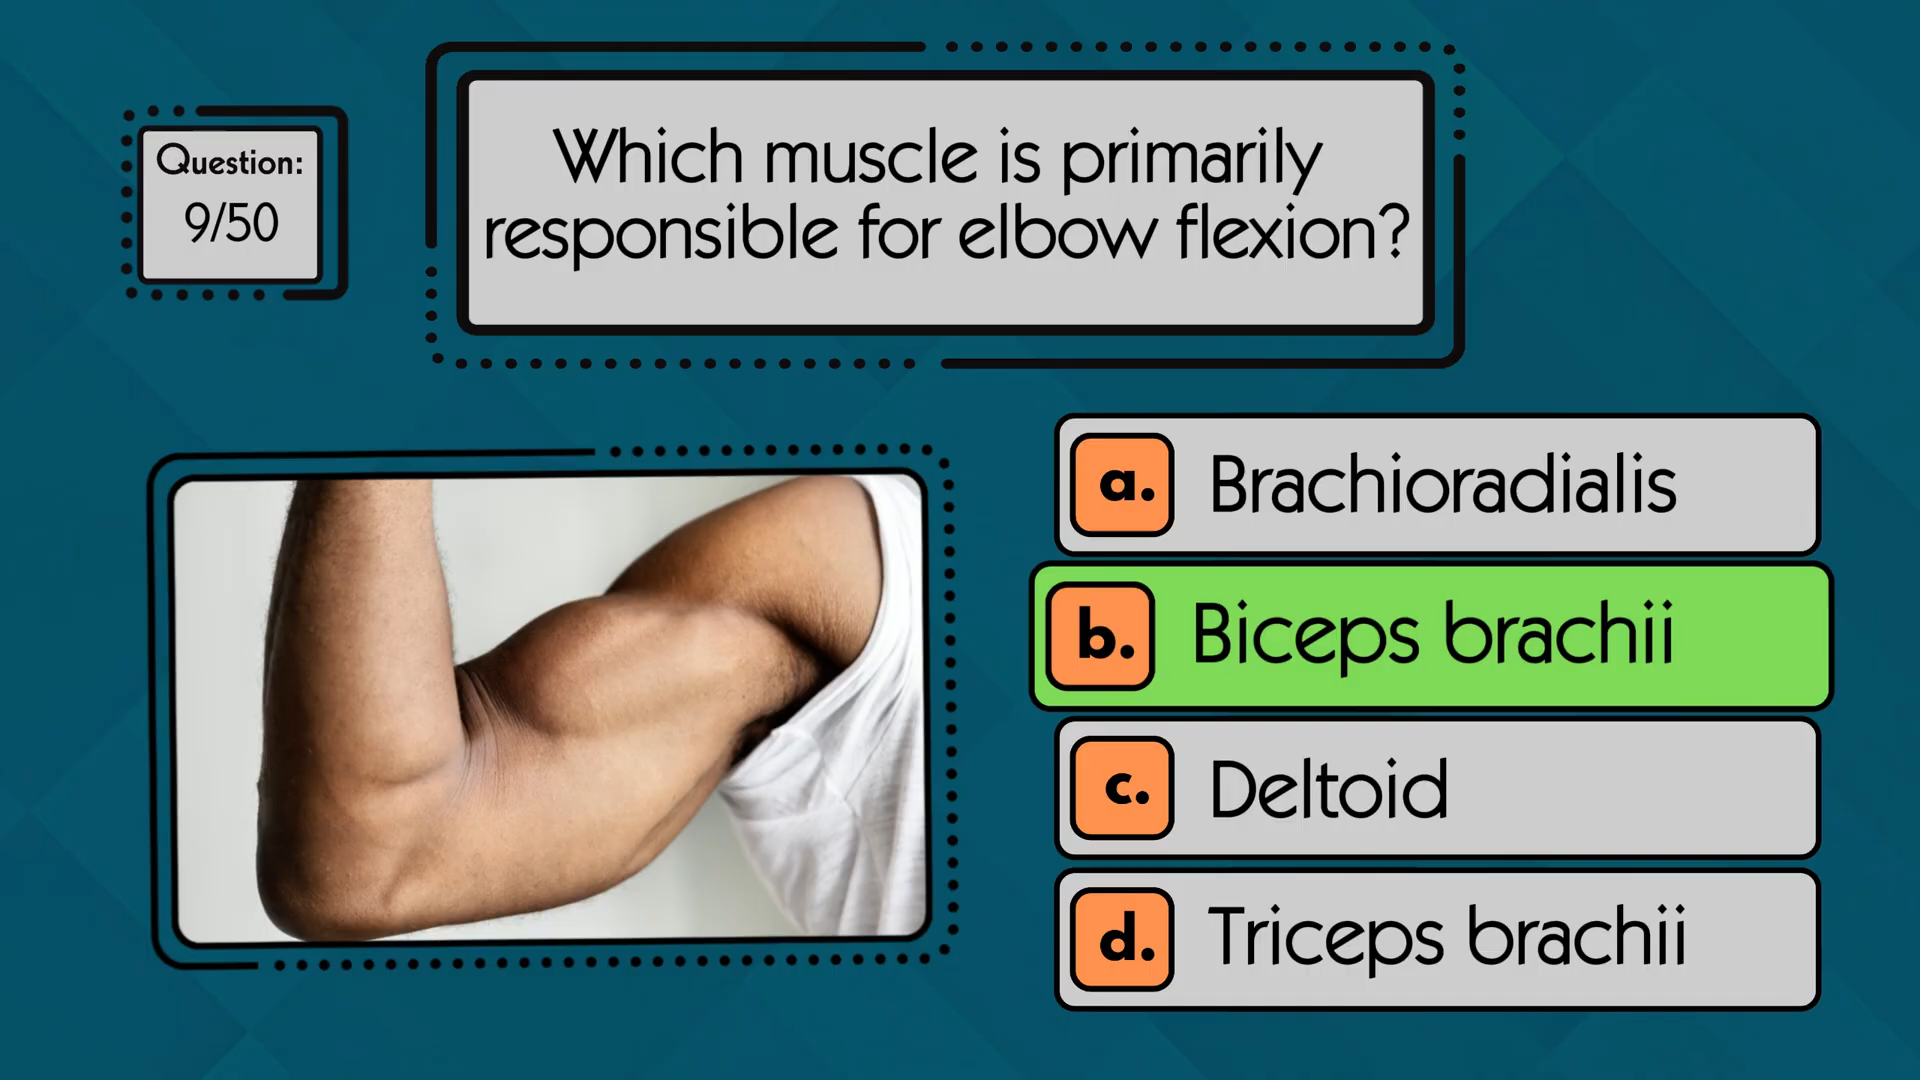 Question:
9/50
Which muscle is primarily
responsible for elbow flexion?
a. Brachioradialis
b. Biceps brachii
c. Deltoid
d. Triceps brachii